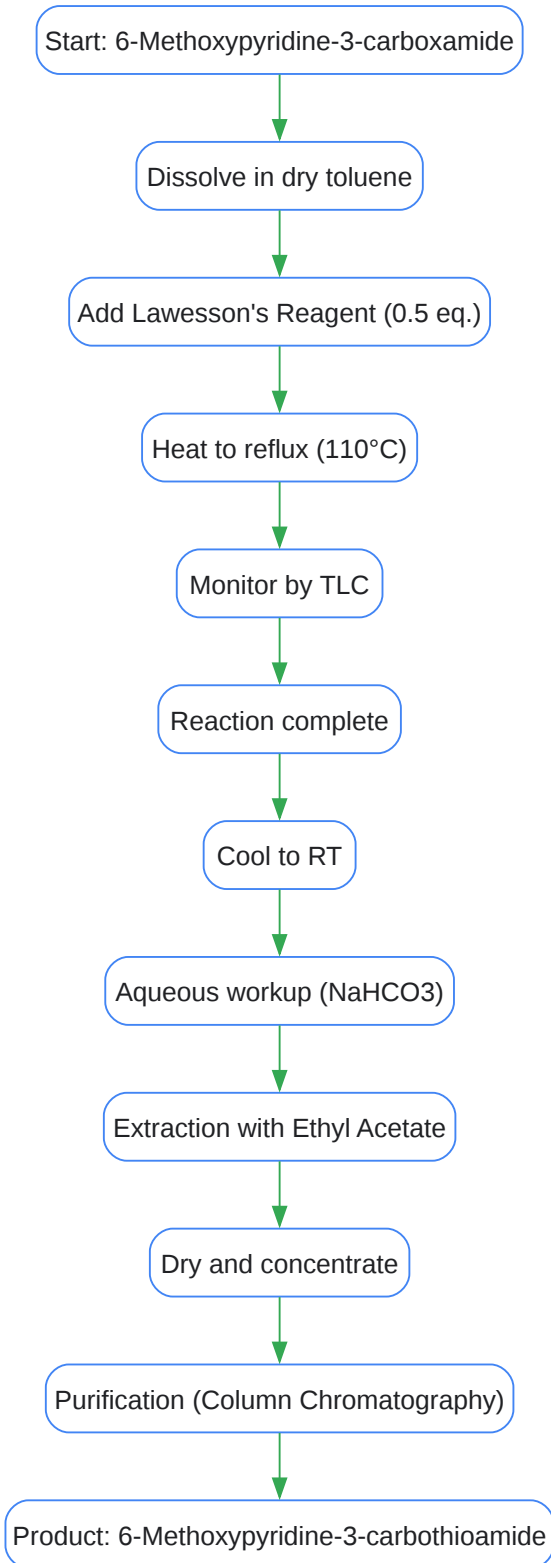 Start: 6-Methoxypyridine-3-carboxamide
Dissolve in dry toluene
Add Lawesson's Reagent (0.5 eq.)
Heat to reflux (110°C)
Monitor by TLC
Reaction complete
Cool to RT
Aqueous workup (NaHCO3)
Extraction with Ethyl Acetate
Dry and concentrate
Purification (Column Chromatography)
Product: 6-Methoxypyridine-3-carbothioamide